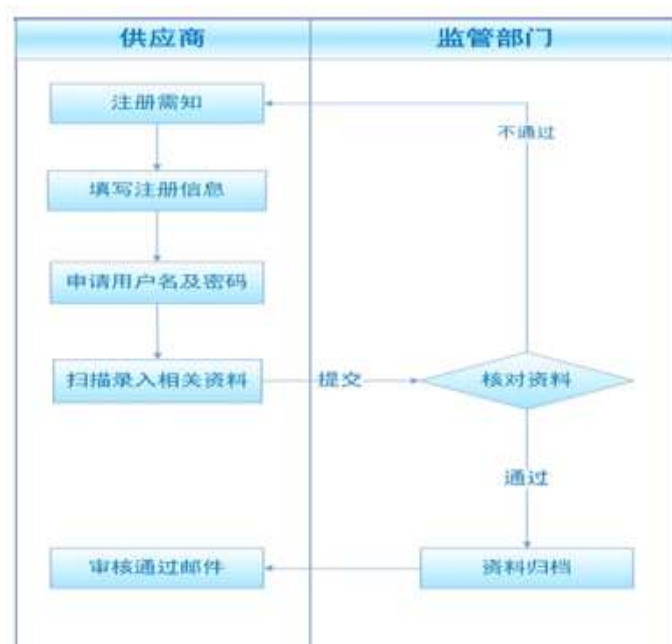 供应商
监管部门
注册需知
不通过
填写注册信息
申请用户名及密码
扫描录入相关资料
提交
核对资料
通过
审核通过邮件
资料归档